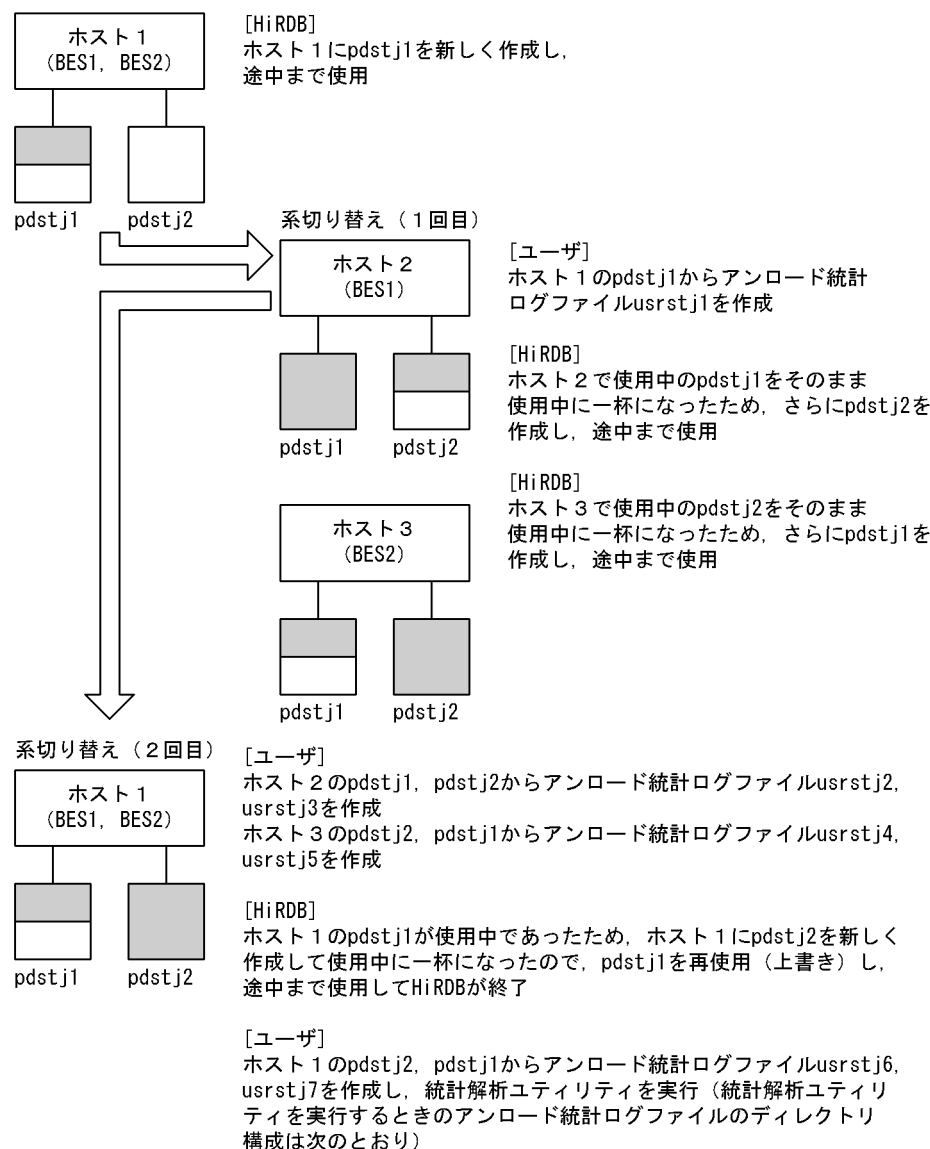 ホスト１
(BES1, BES2)
[HiRDB]
ホスト１にpdstj1を新しく作成し，
途中まで使用
pdstj1
pdstj2
系切り替え（１回目）
ホスト２
(BES1)
[ユーザ]
ホスト１のpdstj1からアンロード統計
ログファイルusrstj1を作成
[HiRDB]
ホスト２で使用中のpdstj1をそのまま
使用中に一杯になったため，さらにpdstj2を
作成し，途中まで使用
pdstj1
pdstj2
[HiRDB]
ホスト３で使用中のpdstj2をそのまま
使用中に一杯になったため，さらにpdstj1を
作成し，途中まで使用
ホスト３
(BES2)
pdstj1
pdstj2
系切り替え（２回目）
ホスト１
(BES1, BES2)
pdstj1
pdstj2
[ユーザ]
ホスト２のpdstj1，pdstj2からアンロード統計ログファイルusrstj2，
usrstj3を作成
ホスト３のpdstj2，pdstj1からアンロード統計ログファイルusrstj4，
usrstj5を作成
[HiRDB]
ホスト１のpdstj1が使用中であったため，ホスト１にpdstj2を新しく
作成して使用中に一杯になったので，pdstj1を再使用（上書き）し，
途中まで使用してHiRDBが終了
[ユーザ]
ホスト１のpdstj2，pdstj1からアンロード統計ログファイルusrstj6，
usrstj7を作成し，統計解析ユティリティを実行（統計解析ユティリ
ティを実行するときのアンロード統計ログファイルのディレクトリ
構成は次のとおり）